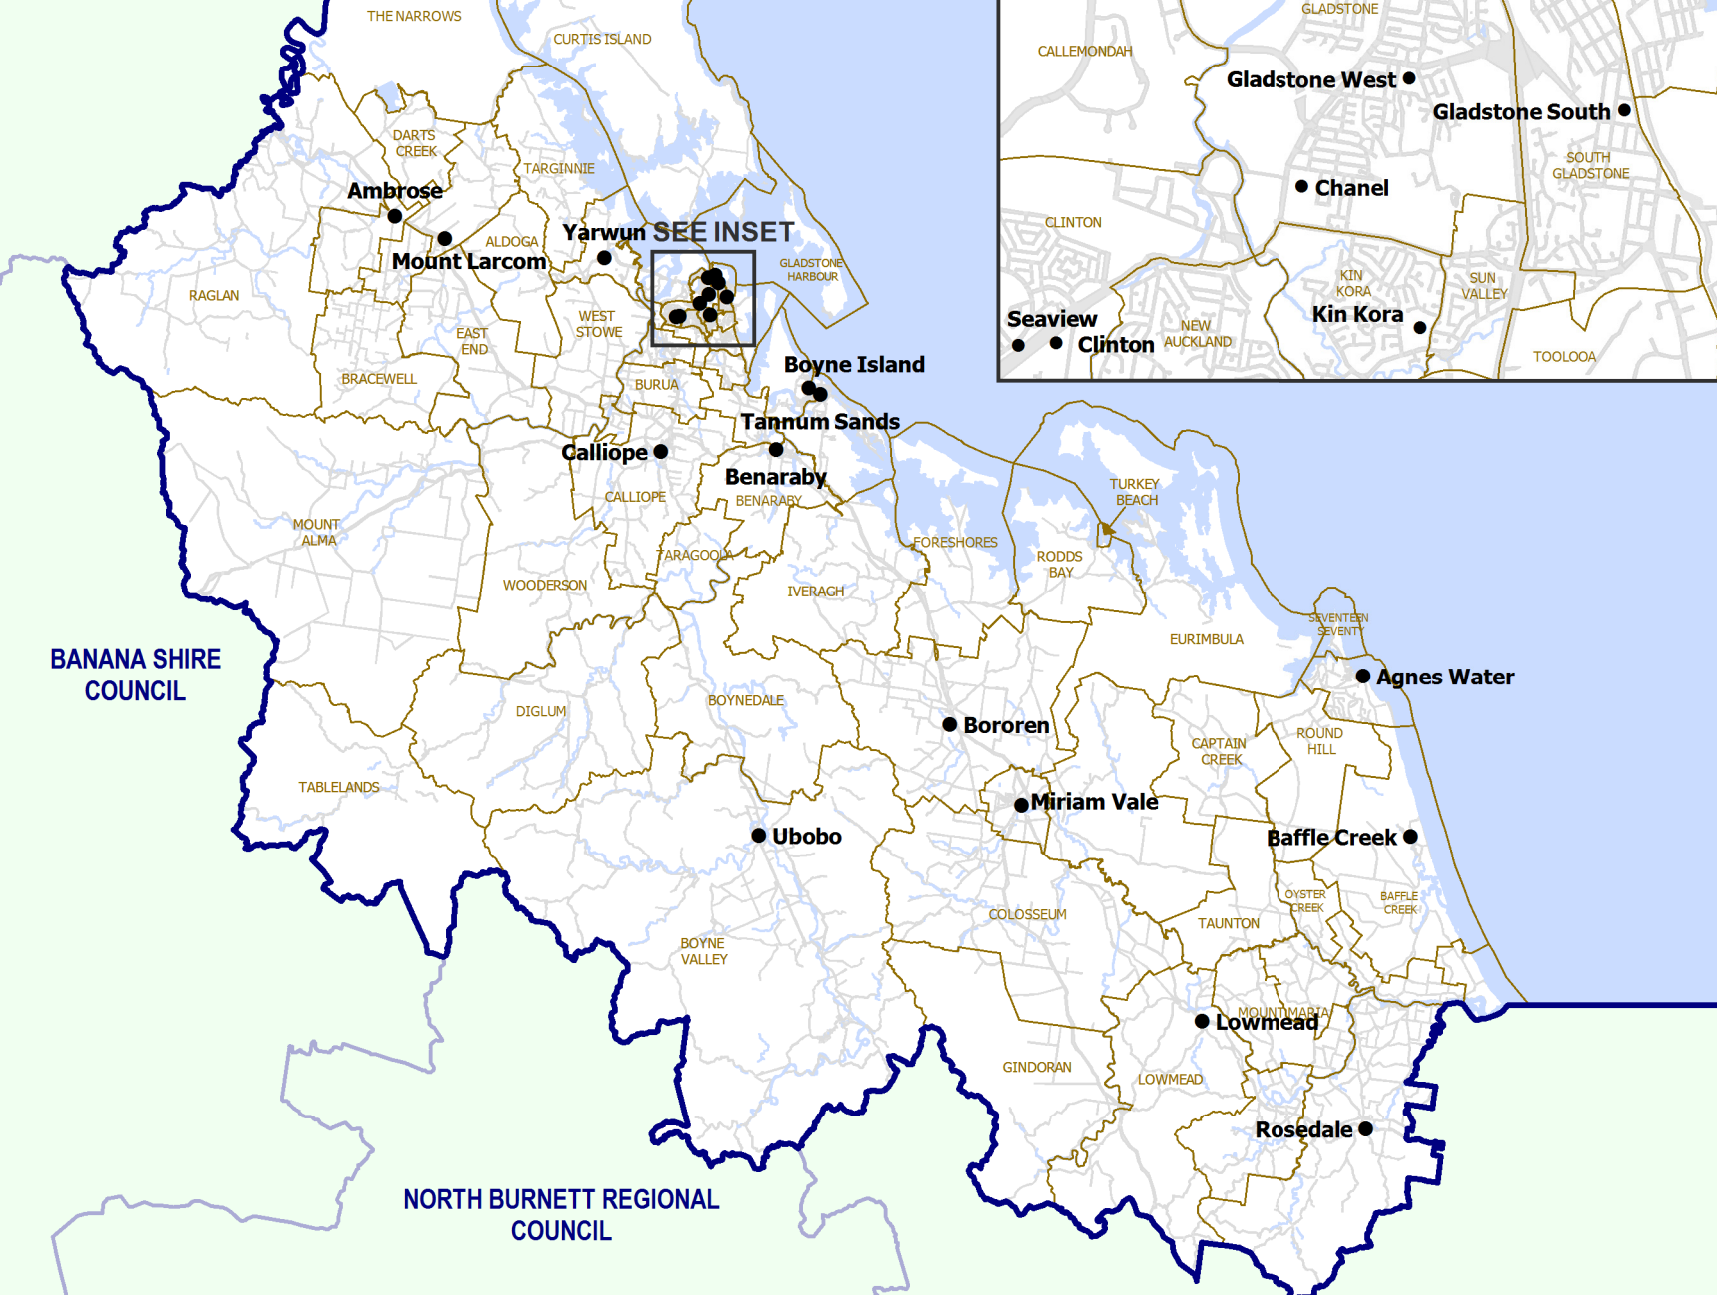 THE NARROWS
CURTIS ISLAND
GLADSTONE
CALLEMONDAH
Gladstone West
Gladstone South
DARTS
CREEK
TARGINNIE
SOUTH
GLADSTONE
Ambrose
Chanel
Yarwun
SEE INSET
CLINTON
ALDOGA
Mount Larcom
GLADSTONE
HARBOUR
KIN
KORA
SUN
VALLEY
RAGLAN
Kin Kora
WEST
STOWE
Seaview
Clinton
NEW
AUCKLAND
EAST
END
TOOLOOA
Boyne Island
BRACEWELL
BURUA
Tannum Sands
Calliope
Benaraby
CALLIOPE
BENARABY
TURKEY
BEACH
MOUNT
ALMA
FORESHORES
TARAGOOLA
RODDS
BAY
WOODERSON
IVERAGH
SEVENTEEN
SEVENTY
EURIMBULA
BANANA SHIRE
COUNCIL
Agnes Water
BOYNEDALE
DIGLUM
Bororen
ROUND
HILL
CAPTAIN
CREEK
TABLELANDS
Miriam Vale
Ubobo
Baffle Creek
OYSTER
CREEK
BAFFLE
CREEK
COLOSSEUM
TAUNTON
BOYNE
VALLEY
MOUNT MARIA
Lowmead
GINDORAN
LOWMEAD
Rosedale
NORTH BURNETT REGIONAL
COUNCIL